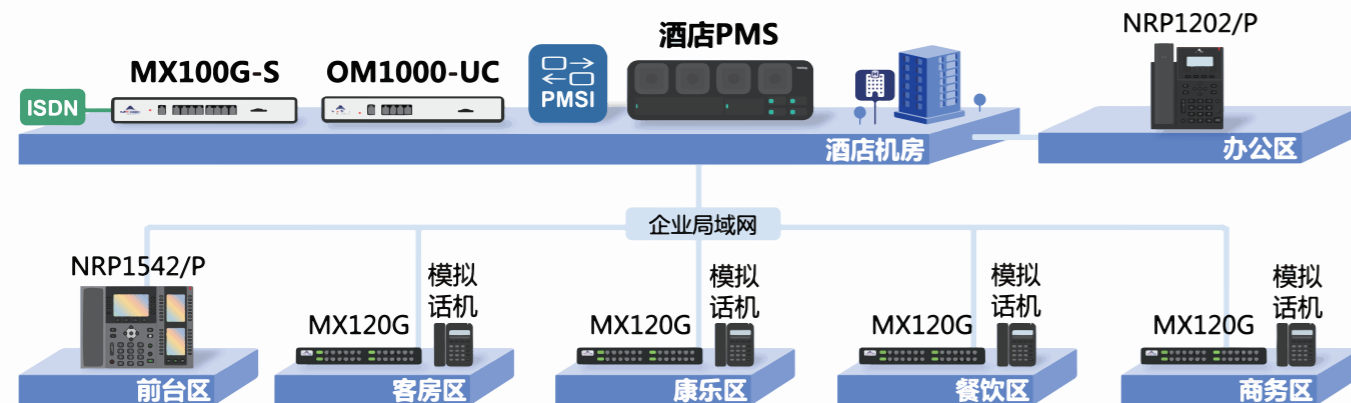 酒店PMS
NRP1202/P
MX100G-S
OM1000-UC
PMSI
ISDN
酒店机房
办公区
企业局域网
NRP1542/P
模拟
话机
MX120G
模拟
话机
MX120G
模拟
话机
MX120G
模拟
话机
MX120G
前台区
客房区
康乐区
餐饮区
商务区